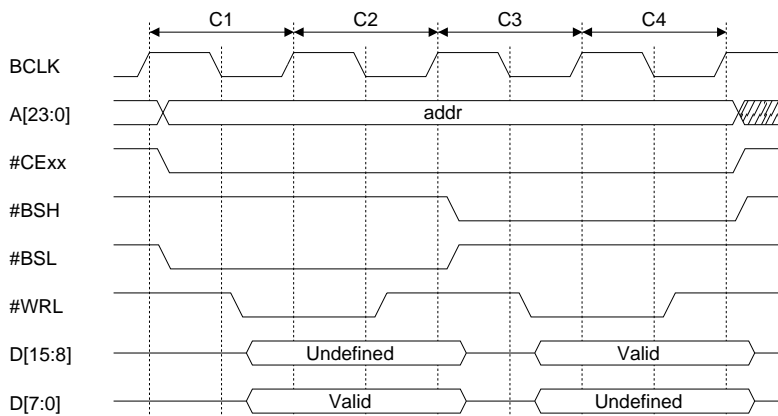 C1 C2 C3 C4
BCLK
A[23:0] addr
#CExx
#BSH
#BSL
#WRL
D[15:8] Undefined Valid
D[7:0] Valid Undefined